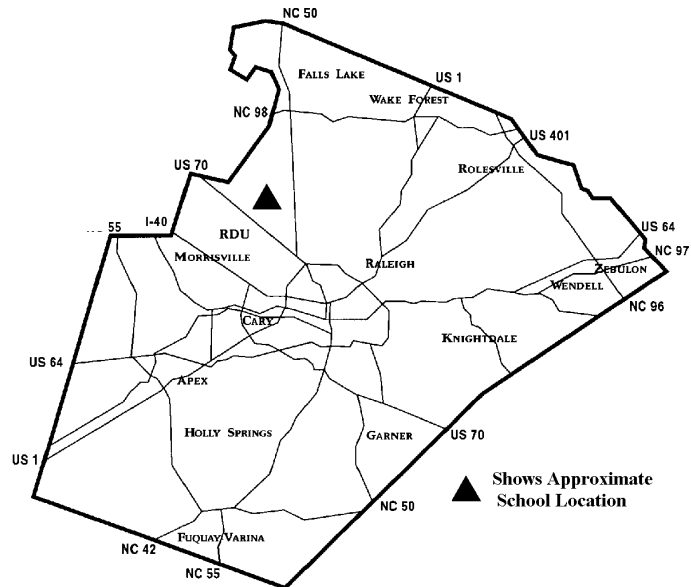 NC 50
FALLS LAKE
US 1
WAKE FOREST
NC 98
US 401
US 70
ROLESVILLE
55
I-40
RDU
US 64
MORRISVILLE
RALEIGH
NC 97
ZEBULON
WENDELL
NC 96
CARY
KNIGHTDALE
US 64
APEX
HOLLY SPRINGS
GARNER
US 70
US 1
Shows Approximate
School Location
NC 50
FUQUAY VARINA
NC 42
NC 55